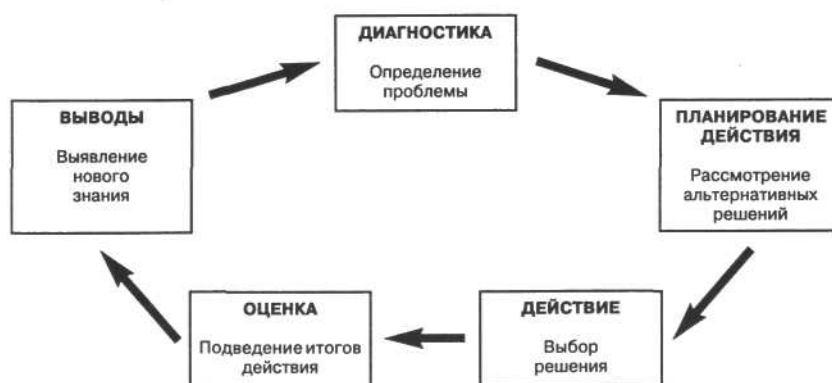 ДИАГНОСТИКА
Определение
проблемы
ПЛАНИРОВАНИЕ
ДЕЙСТВИЯ
Рассмотрение
альтернативных
решений
ДЕЙСТВИЕ
Выбор
решения
ОЦЕНКА
Подведение итогов
действия
ВЫВОДЫ
Выявление
нового
знания